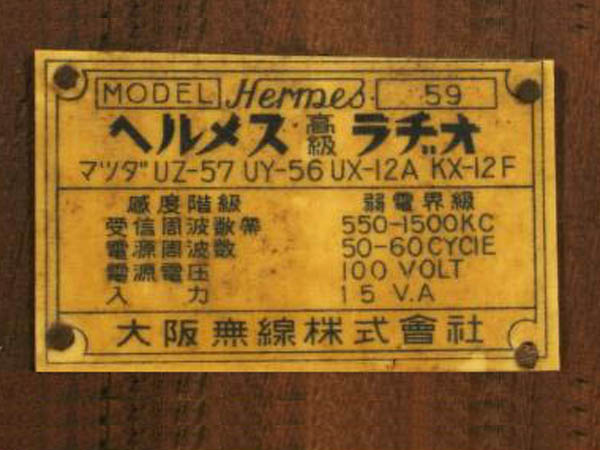 MODEL Hermes 59
ヘルメス 高級 ラヂオ
マツダ UZ-57 UY-56 UX-12A KX-12F
感度階級 弱電界級
受信周波数帶 550-1500KC
電源周波数 50-60CYCIE
電源電圧 100 VOLT
入力 15 V.A
大阪無線株式會社